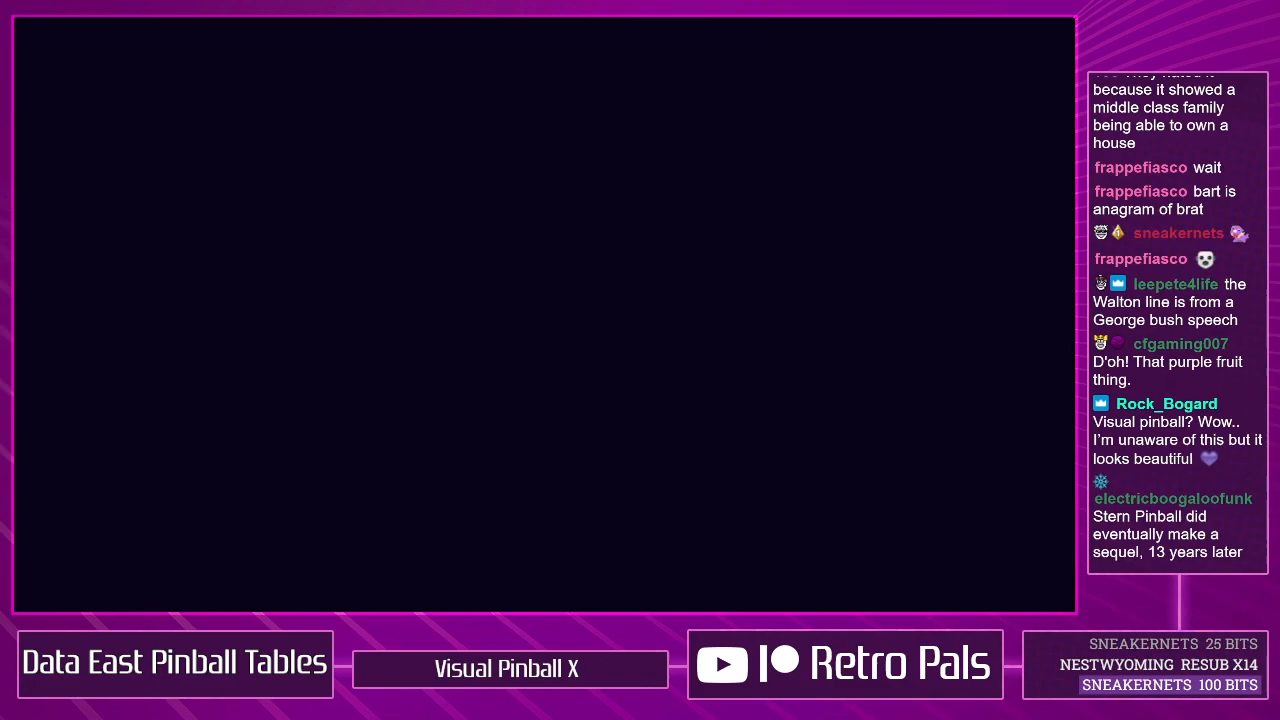 because it showed a
middle class family
being able to own a
house
frappefiasco wait
frappefiasco bart is
anagram of brat
sneakernets
frappefiasco
leepete4life the
Walton line is from a
George bush speech
cfgaming007
D'oh! That purple fruit
thing.
Rock_Bogard
Visual pinball? Wow..
I'm unaware of this but it
looks beautiful
electricboogaloofunk
Stern Pinball did
eventually make a
sequel, 13 years later
Data East Pinball Tables
Visual Pinball X
Retro Pals
SNEAKERNETS 25 BITS
NESTWYOMING RESUB X14
SNEAKERNETS 100 BITS